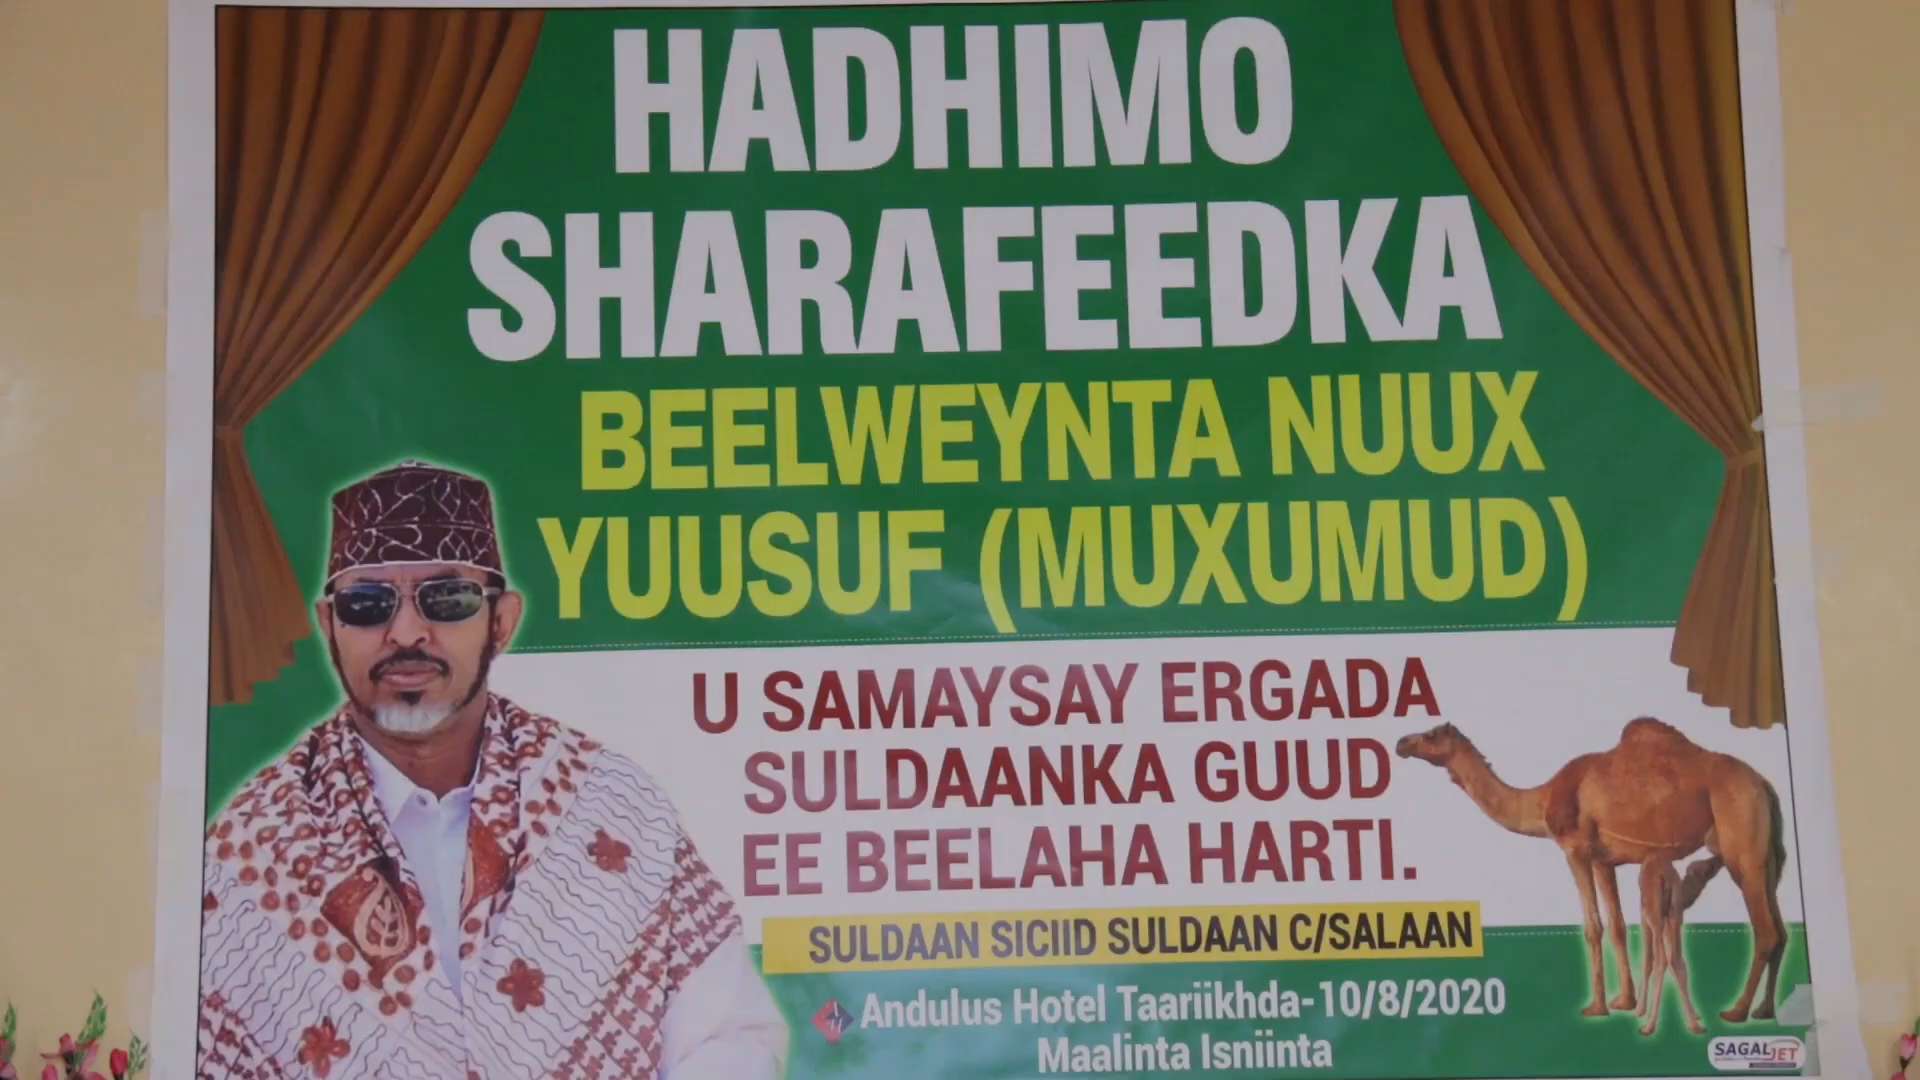 HADHIMO
SHARAFEEDKA
BEELWEYNTA NUUX
YUUSUF (MUXUMUD)
U SAMAYSAY ERGADA
SULDAANKA GUUD
EE BEELAHA HARTI.
SULDAAN SICIID SULDAAN C/SALAAN
Andulus Hotel Taariikhda-10/8/2020
Maalinta Isniinta
SAGALJET